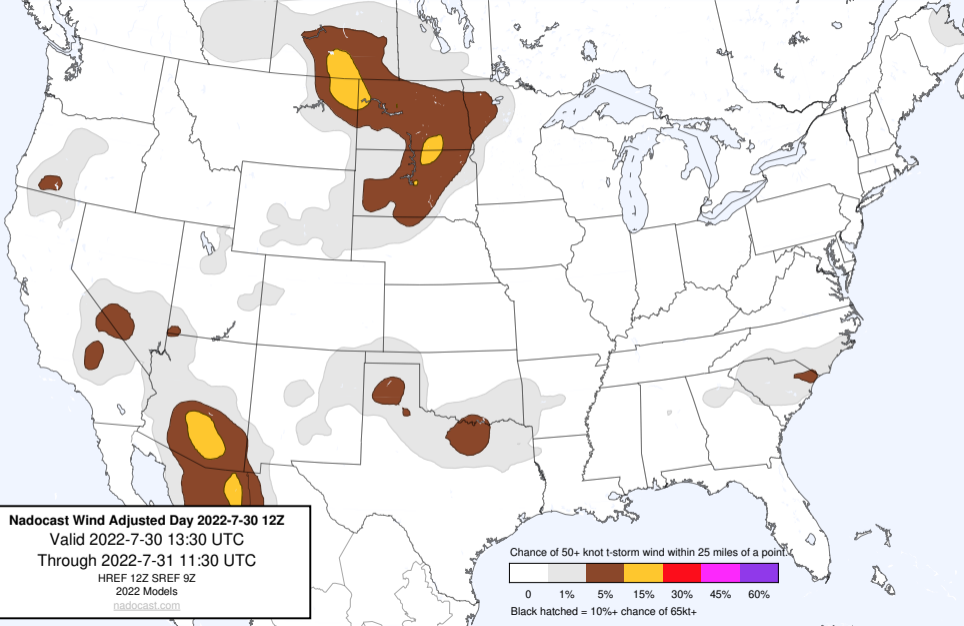 Nadocast Wind Adjusted Day 2022-7-30 12Z
Valid 2022-7-30 13:30 UTC
Through 2022-7-31 11:30 UTC
HREF 12Z SREF 9Z
2022 Models
nadocast.com
Chance of 50+ knot t-storm wind within 25 miles of a point.
0 1% 5% 15% 30% 45% 60%
Black hatched = 10%+ chance of 65kt+